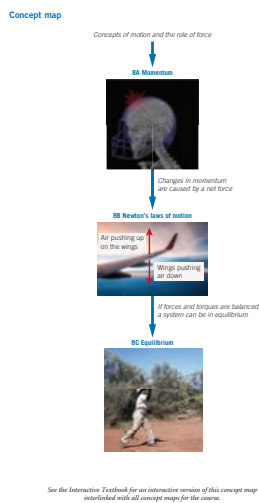 Concept map
Concepts of motion and the role of force
8A Momentum
Changes in momentum
are caused by a net force
8B Newton's laws of motion
Air pushing up
on the wings
Wings pushing
air down
If forces and torques are balanced
a system can be in equilibrium
8C Equilibrium
See the Interactive Textbook for an interactive version of this concept map
interlinked with all concept maps for the course.